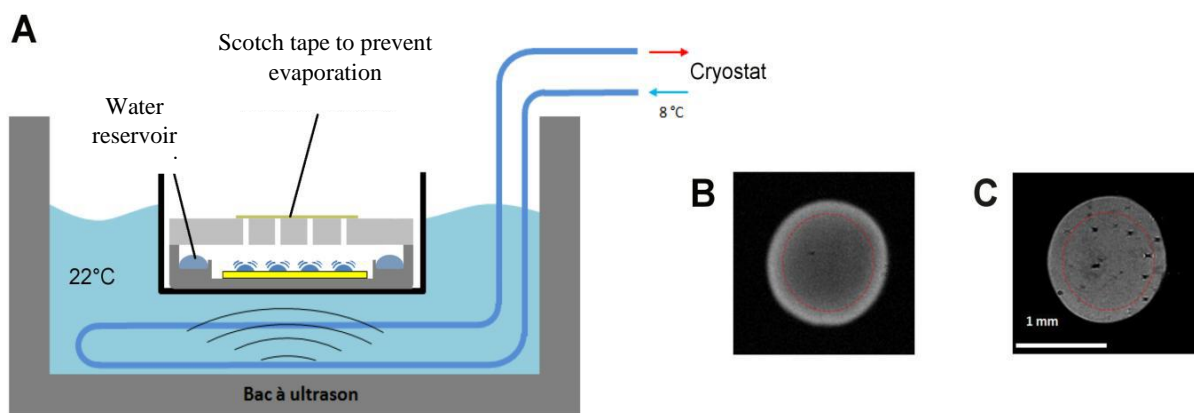 A
Scotch tape to prevent
evaporation
Water
reservoir
.
Cryostat
8 °C
22°C
Bac à ultrason
B
C
1 mm